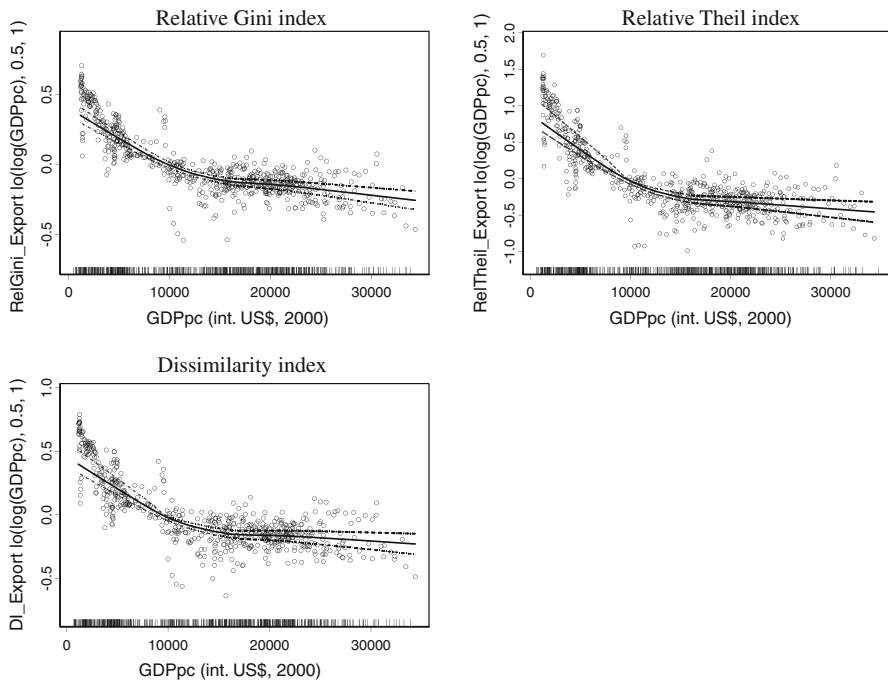 Relative Gini index
RelGini_Export lo(log(GDPpc), 0.5, 1)
0.5
0.0
-0.5
0 10000 20000 30000
GDPpc (int. US$, 2000)
Relative Theil index
RelTheil_Export lo(log(GDPpc), 0.5, 1)
2.0
1.5
1.0
0.5
0.0
-0.5
-1.0
0 10000 20000 30000
GDPpc (int. US$, 2000)
Dissimilarity index
DI_Export lo(log(GDPpc), 0.5, 1)
1.0
0.5
0.0
-0.5
0 10000 20000 30000
GDPpc (int. US$, 2000)